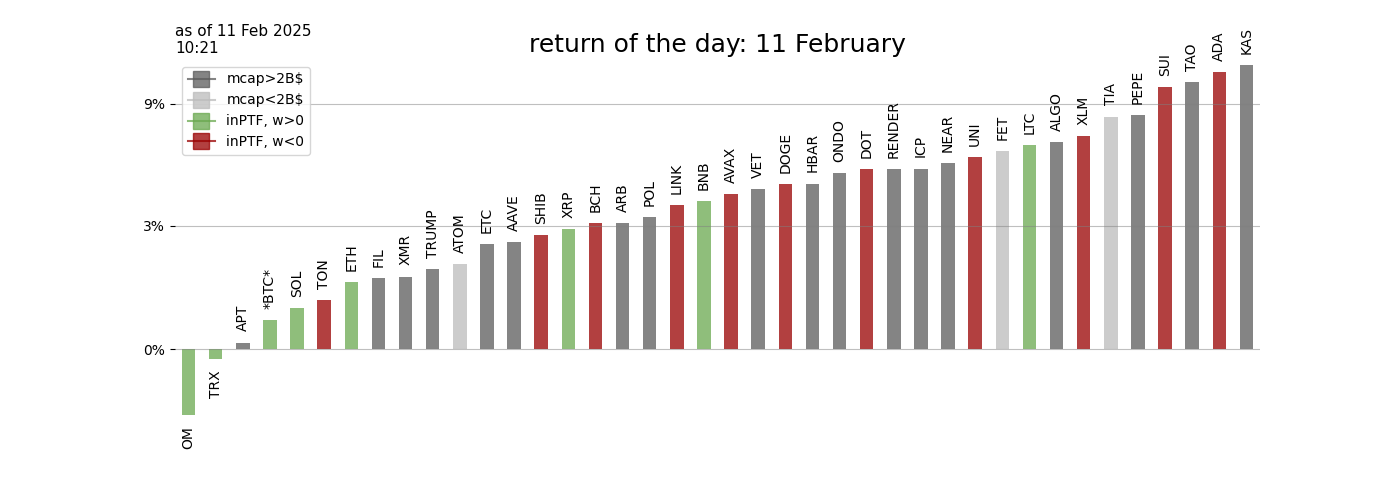 as of 11 Feb 2025
10:21
return of the day: 11 February
mcap>2B$
mcap<2B$
inPTF, w>0
inPTF, w<0
9%
3%
0%
OM
TRX
APT
*BTC*
SOL
TON
ETH
FIL
XMR
TRUMP
ATOM
ETC
AAVE
SHIB
XRP
BCH
ARB
POL
LINK
BNB
AVAX
VET
DOGE
HBAR
ONDO
DOT
RENDER
ICP
NEAR
UNI
FET
LTC
ALGO
XLM
TIA
PEPE
SUI
TAO
ADA
KAS